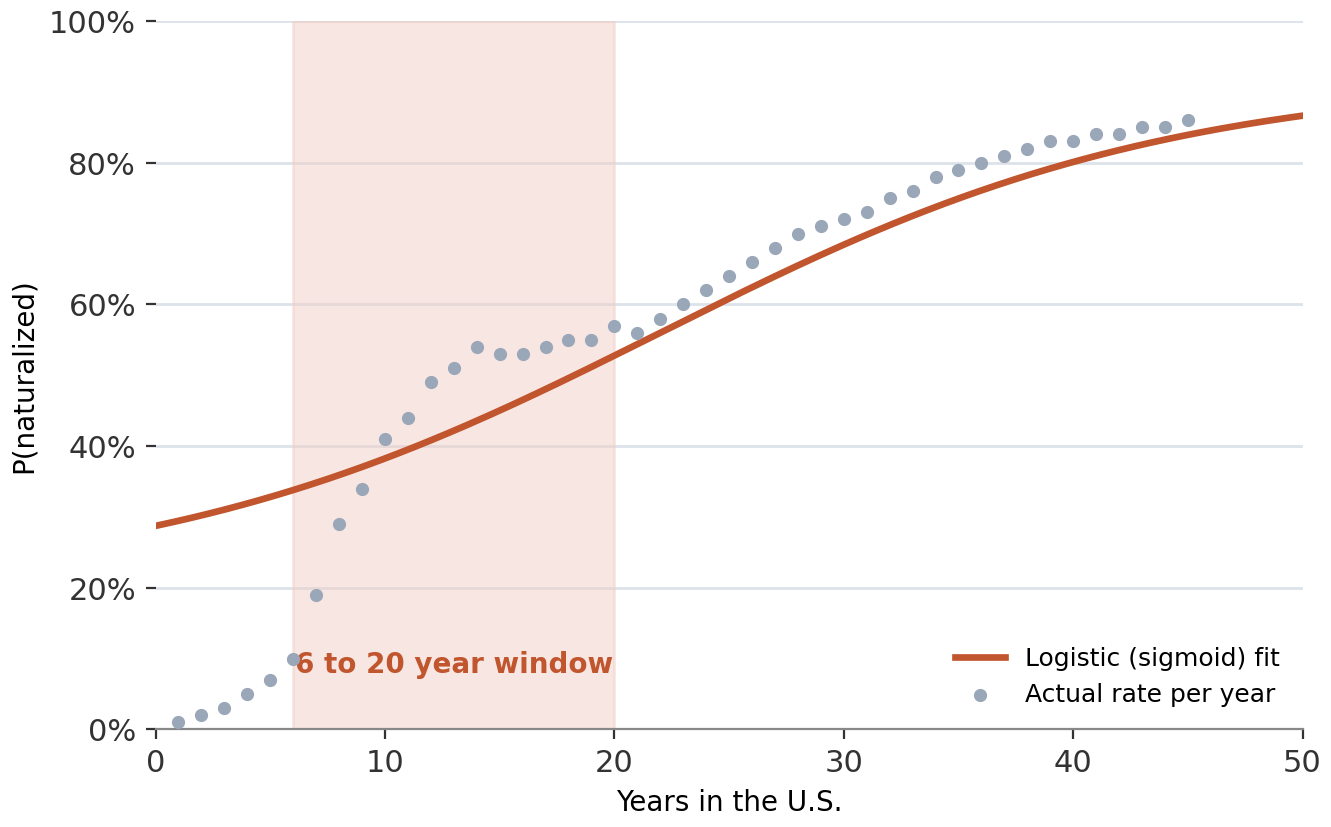 100%
80%
60%
40%
20%
0%
P(naturalized)
6 to 20 year window
Logistic (sigmoid) fit
Actual rate per year
0 10 20 30 40 50
Years in the U.S.